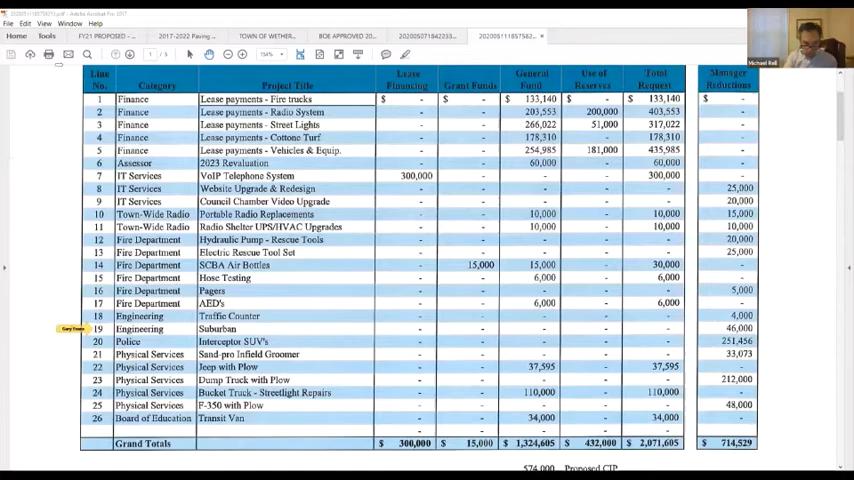 File Edit View Window Help
Home Tools FY21 PROPOSED - 2017-2022 Paving ... TOWN OF WETHER... BOE APPROVED 20... 202005071842233... 202005111857582... ×
1 / 5 154%
Michael Rell
Line No. Category Project Title Lease Financing Grant Funds General Fund Use of Reserves Total Request Manager Reductions
1 Finance Lease payments - Fire trucks $ - $ - $ 133,140 $ - $ 133,140 $ -
2 Finance Lease payments - Radio System - - 203,553 200,000 403,553 -
3 Finance Lease payments - Street Lights - - 266,022 51,000 317,022 -
4 Finance Lease payments - Cottone Turf - - 178,310 - 178,310 -
5 Finance Lease payments - Vehicles & Equip. - - 254,985 181,000 435,985 -
6 Assessor 2023 Revaluation - - 60,000 - 60,000 -
7 IT Services VoIP Telephone System 300,000 - - - 300,000 -
8 IT Services Website Upgrade & Redesign - - - - - 25,000
9 IT Services Council Chamber Video Upgrade - - - - - 20,000
10 Town-Wide Radio Portable Radio Replacements - - 10,000 - 10,000 15,000
11 Town-Wide Radio Radio Shelter UPS/HVAC Upgrades - - 10,000 - 10,000 10,000
12 Fire Department Hydraulic Pump - Rescue Tools - - - - - 20,000
13 Fire Department Electric Rescue Tool Set - - - - - 25,000
14 Fire Department SCBA Air Bottles - 15,000 15,000 - 30,000 -
15 Fire Department Hose Testing - - 6,000 - 6,000 -
16 Fire Department Pagers - - - - - 5,000
17 Fire Department AED's - - 6,000 - 6,000 -
18 Engineering Traffic Counter - - - - - 4,000
19 Engineering Suburban - - - - - 46,000
20 Police Interceptor SUV's - - - - - 251,456
21 Physical Services Sand-pro Infield Groomer - - - - - 33,073
22 Physical Services Jeep with Plow - - 37,595 - 37,595 -
23 Physical Services Dump Truck with Plow - - - - - 212,000
24 Physical Services Bucket Truck - Streetlight Repairs - - 110,000 - 110,000 -
25 Physical Services F-350 with Plow - - - - - 48,000
26 Board of Education Transit Van - - 34,000 - 34,000 -
- - - - -
Grand Totals $ 300,000 $ 15,000 $ 1,324,605 $ 432,000 $ 2,071,605 $ 714,529
574,000 Proposed CIP